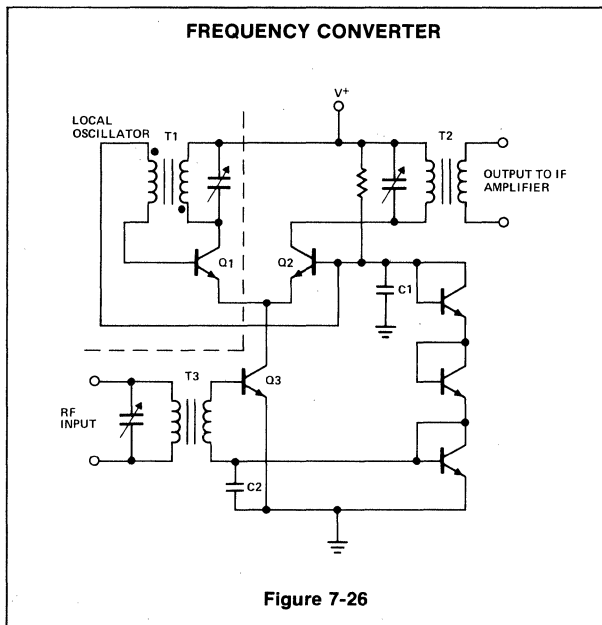 FREQUENCY CONVERTER
V+
LOCAL
OSCILLATOR
T1
T2
OUTPUT TO IF
AMPLIFIER
Q1
Q2
C1
T3
Q3
RF
INPUT
C2
Figure 7-26